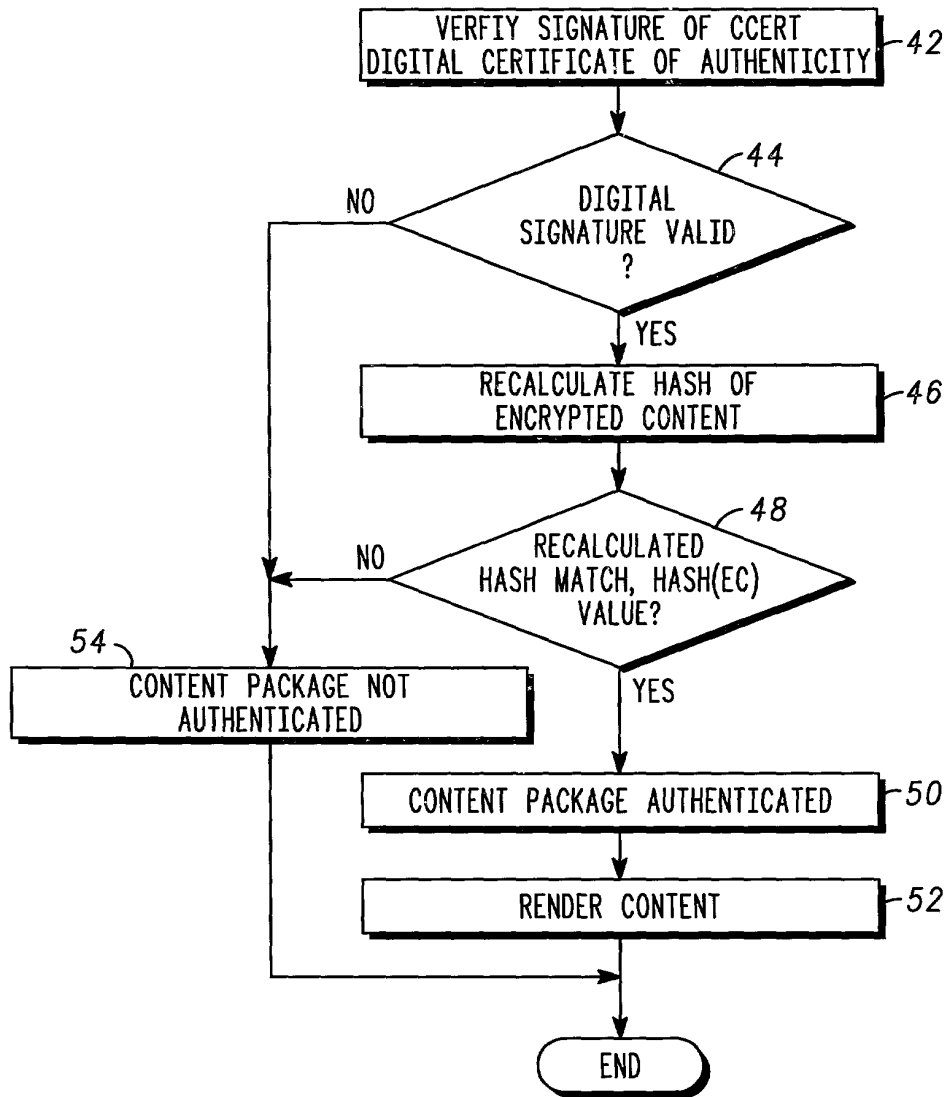 VERFIY SIGNATURE OF CCERT
DIGITAL CERTIFICATE OF AUTHENTICITY
42
44
NO
DIGITAL
SIGNATURE VALID
?
YES
RECALCULATE HASH OF
ENCRYPTED CONTENT
46
48
NO
RECALCULATED
HASH MATCH, HASH(EC)
VALUE?
54
YES
CONTENT PACKAGE NOT
AUTHENTICATED
CONTENT PACKAGE AUTHENTICATED
50
RENDER CONTENT
52
END